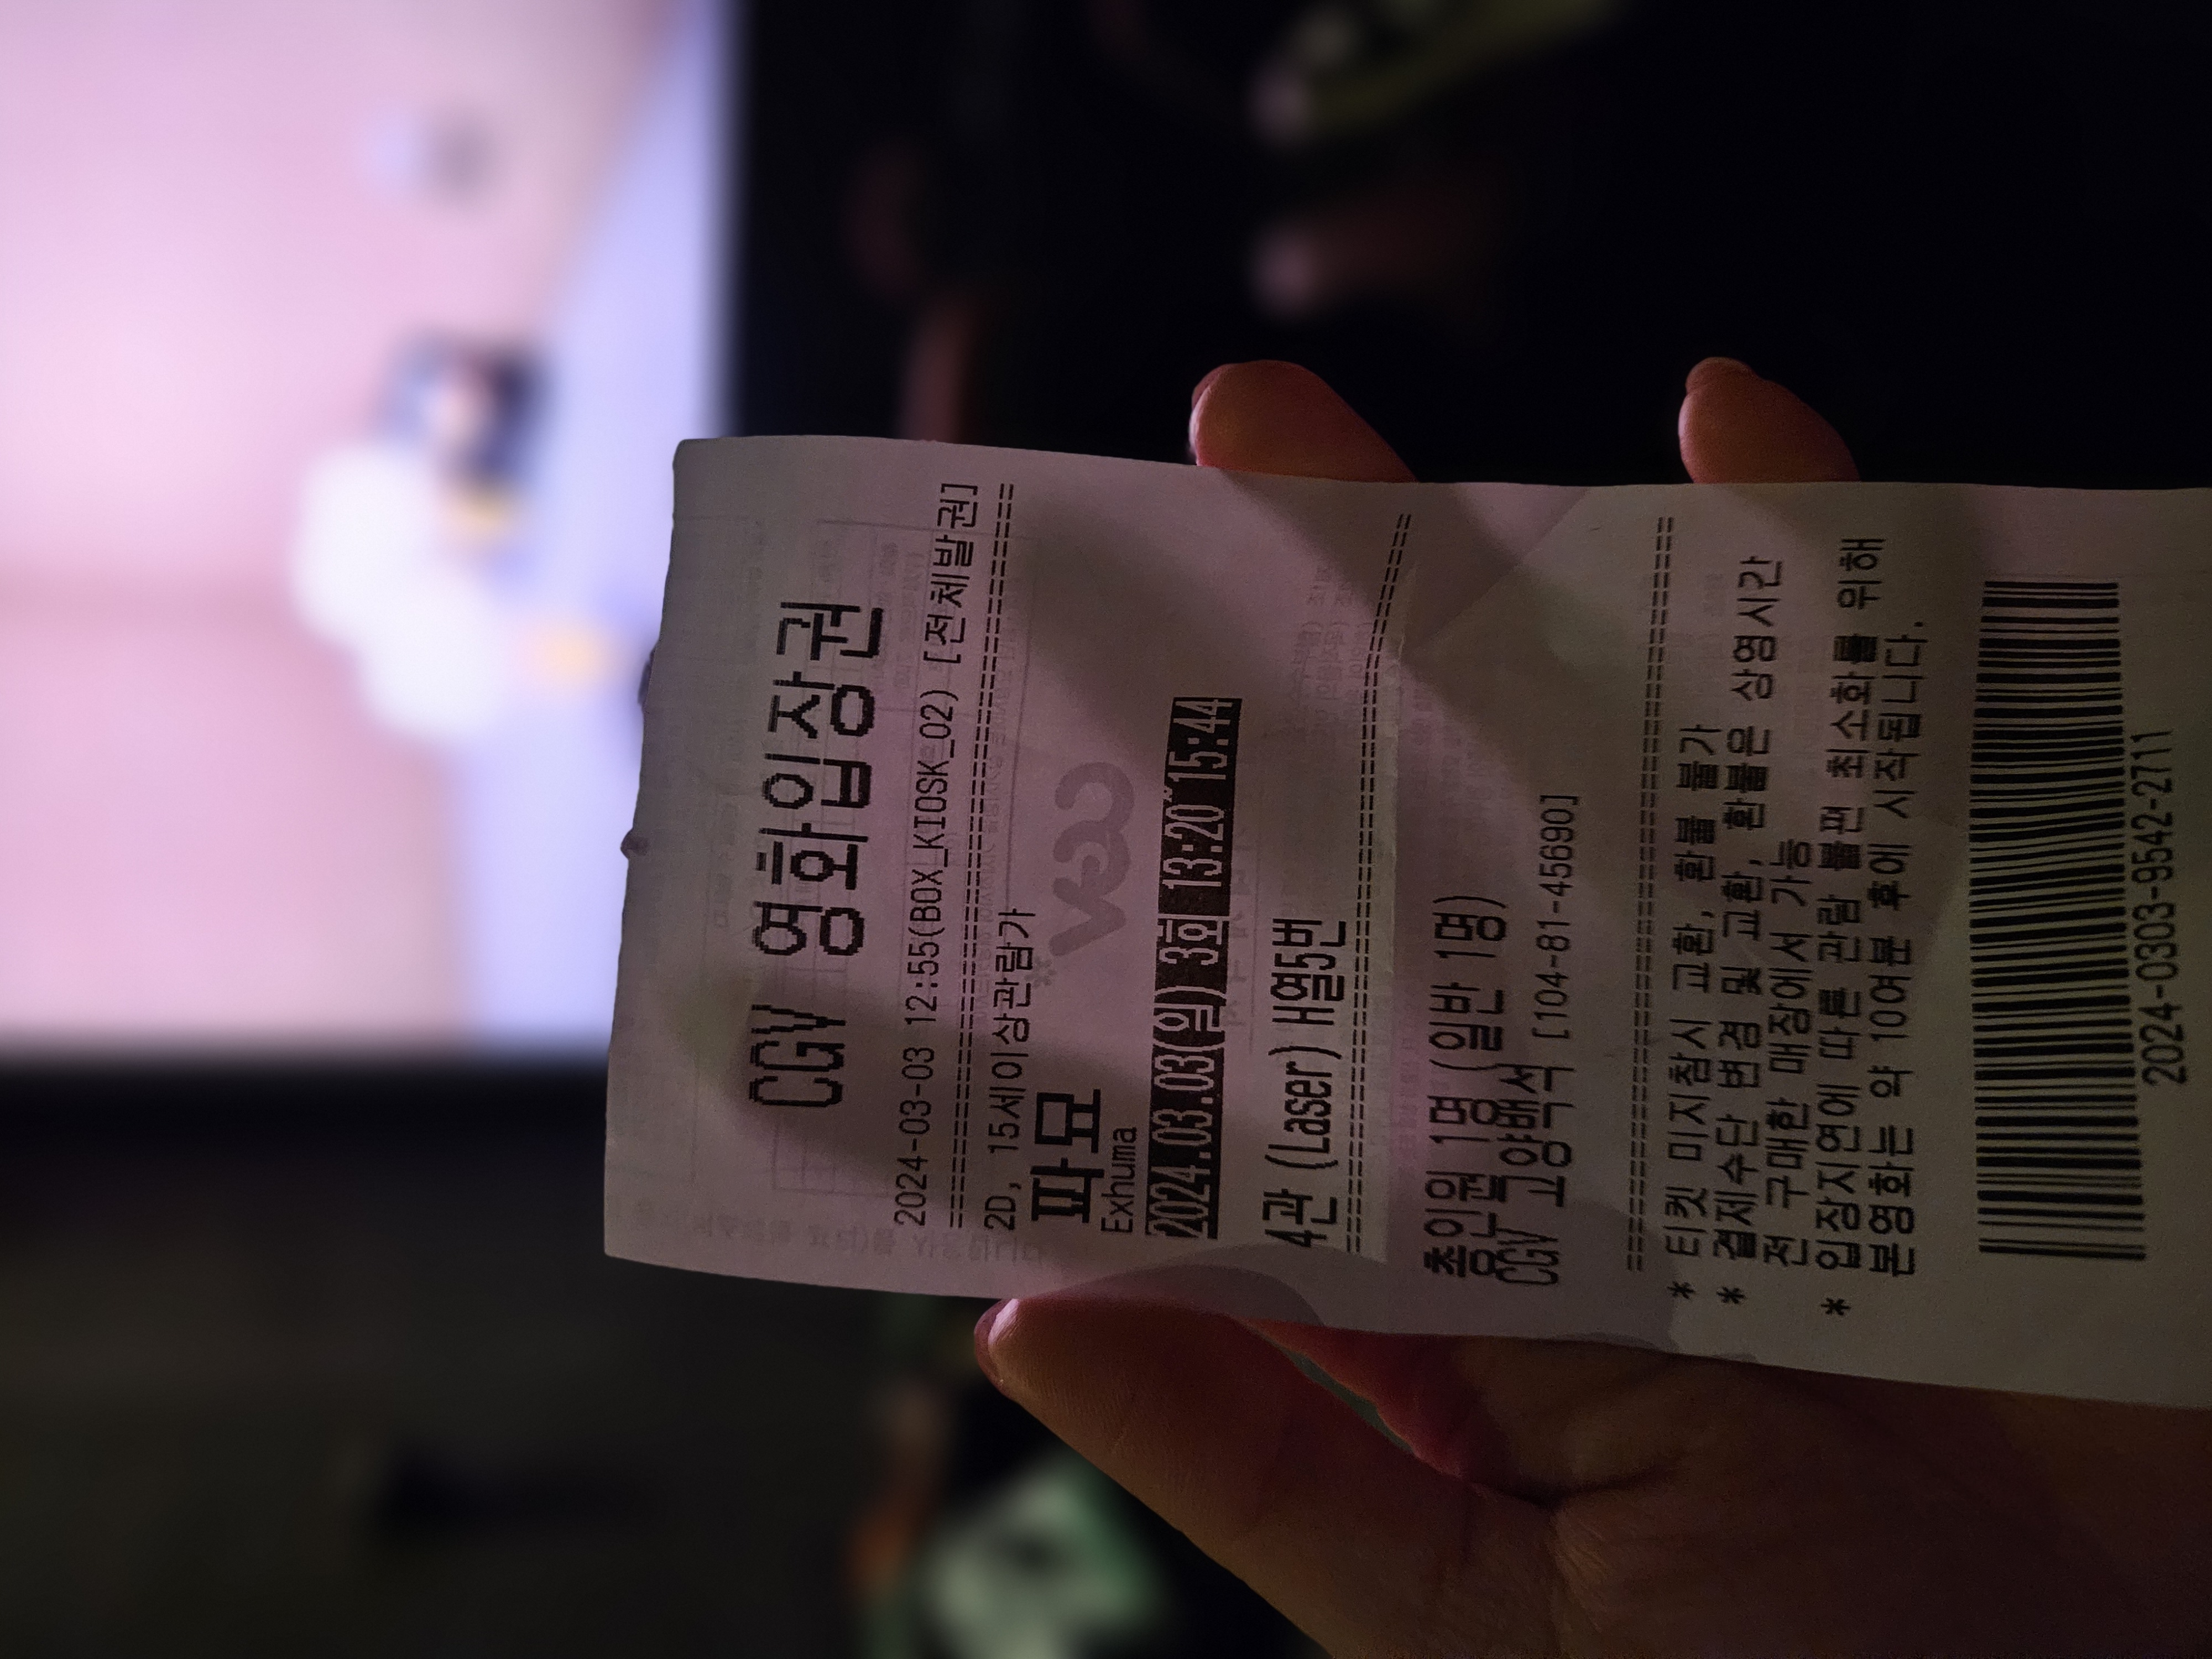 CGV 영화입장권
2024-03-03 12:55(BOX_KIOSK_02) [전체발권]
===================================
2D, 15세이상관람가
파묘
Exhuma
CGV
2024.03.03(일) 3회 13:20~15:44
4관 (Laser) H열5번
===================================
총인원 1명 (일반 1명)
CGV 고양백석 [104-81-45690]
===================================
* 티켓 미지참시 교환, 환불 불가
* 결제수단 변경 및 교환, 환불은 상영시간
전 구매한 매장에서 가능
* 입장지연에 따른 관람 불편 최소화를 위해
본영화는 약 10여분 후에 시작됩니다.
2024-0303-9542-2711